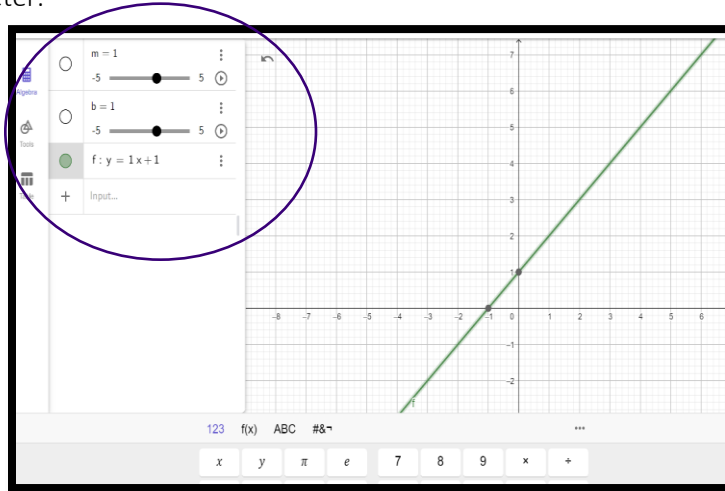 m = 1
-5 5
Algebra
b = 1
-5 5
Tools
f : y = 1 x + 1
+ Input...
7
6
5
4
3
2
1
-8 -7 -6 -5 -4 -3 -2 -1 0 1 2 3 4 5 6
-1
-2
f
123 f(x) ABC #&¬ ...
x y π e 7 8 9 × ÷